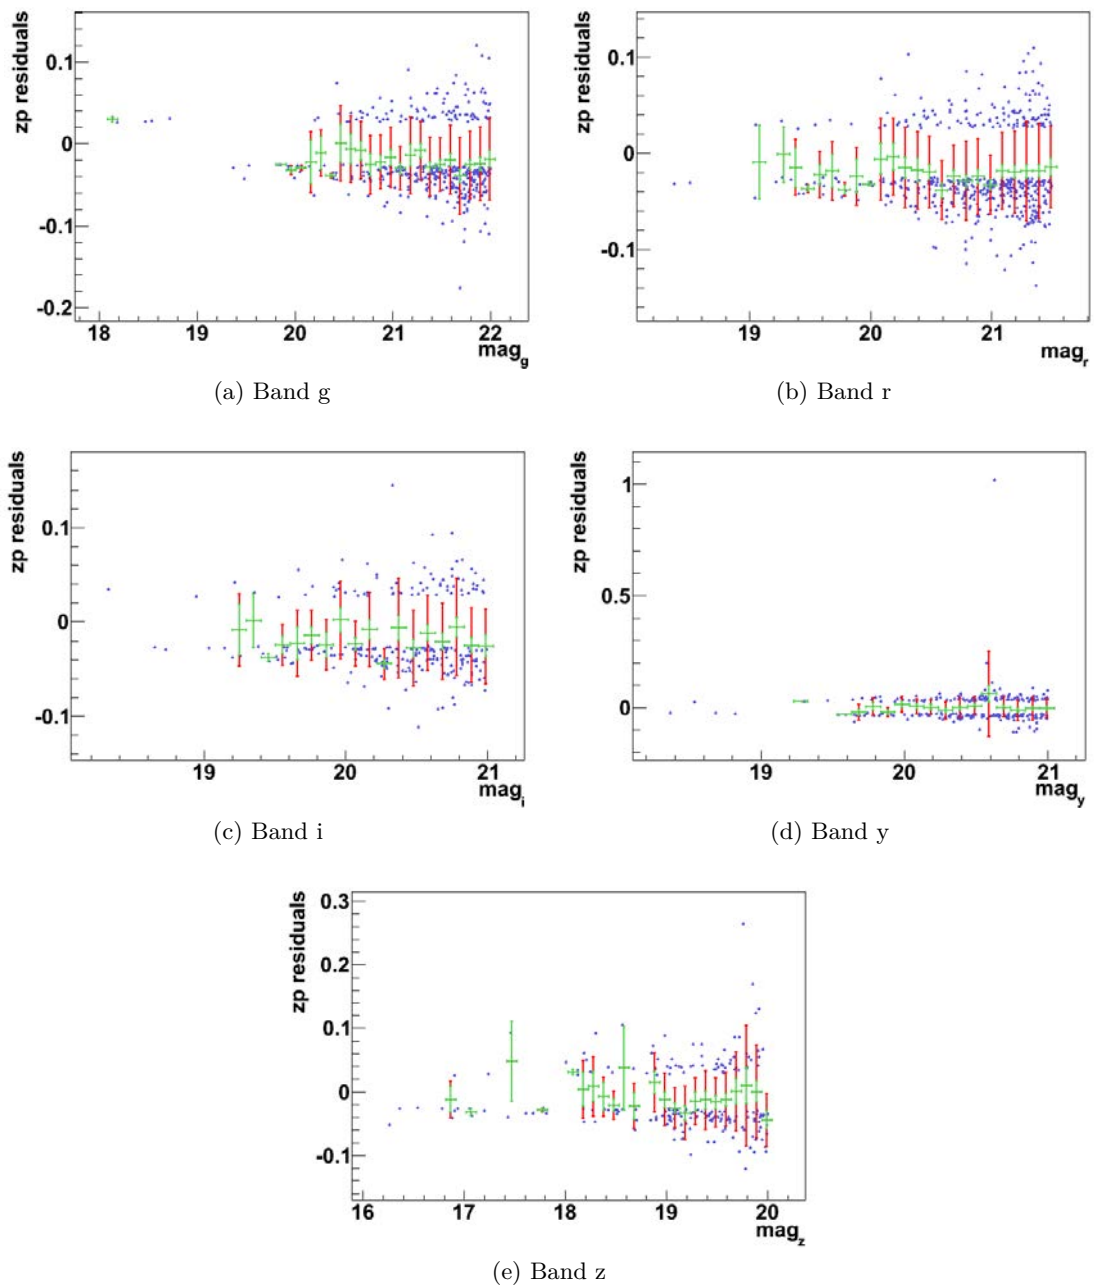 zp residuals
0.1
0
-0.1
-0.2
18 19 20 21 22
mag_g
(a) Band g
zp residuals
0.1
0
-0.1
19 20 21
mag_r
(b) Band r
zp residuals
0.1
0
-0.1
19 20 21
mag_i
(c) Band i
zp residuals
1
0.5
0
19 20 21
mag_y
(d) Band y
zp residuals
0.3
0.2
0.1
0
-0.1
16 17 18 19 20
mag_z
(e) Band z